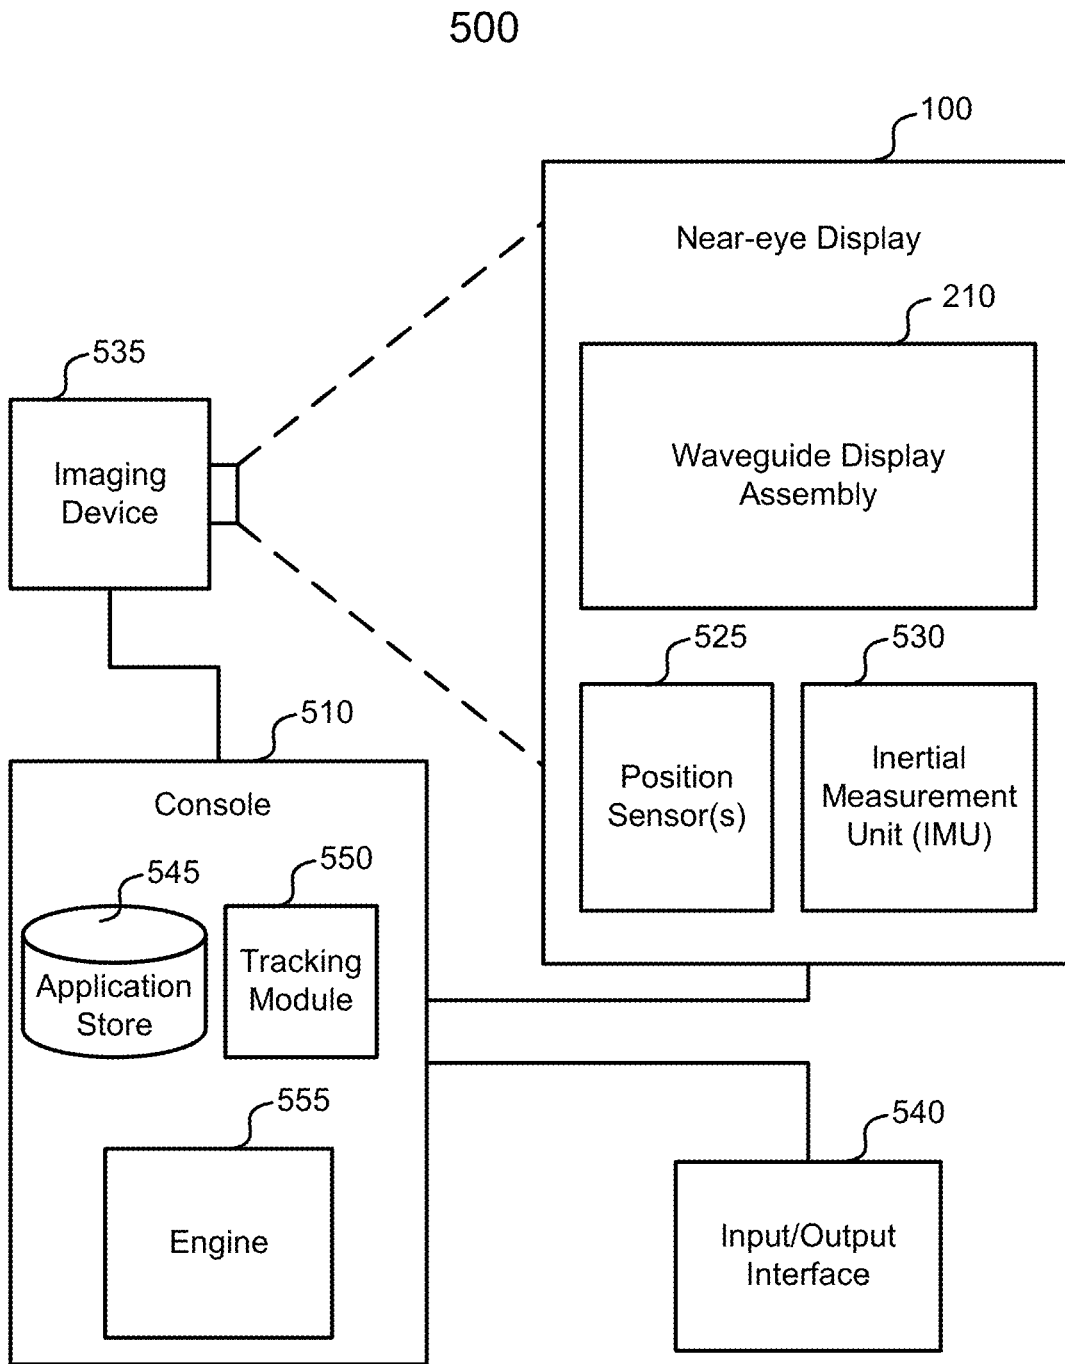 500
100
Near-eye Display
210
Waveguide Display
Assembly
535
Imaging
Device
525
530
Position
Sensor(s)
Inertial
Measurement
Unit (IMU)
510
Console
545
550
Application
Store
Tracking
Module
555
Engine
540
Input/Output
Interface